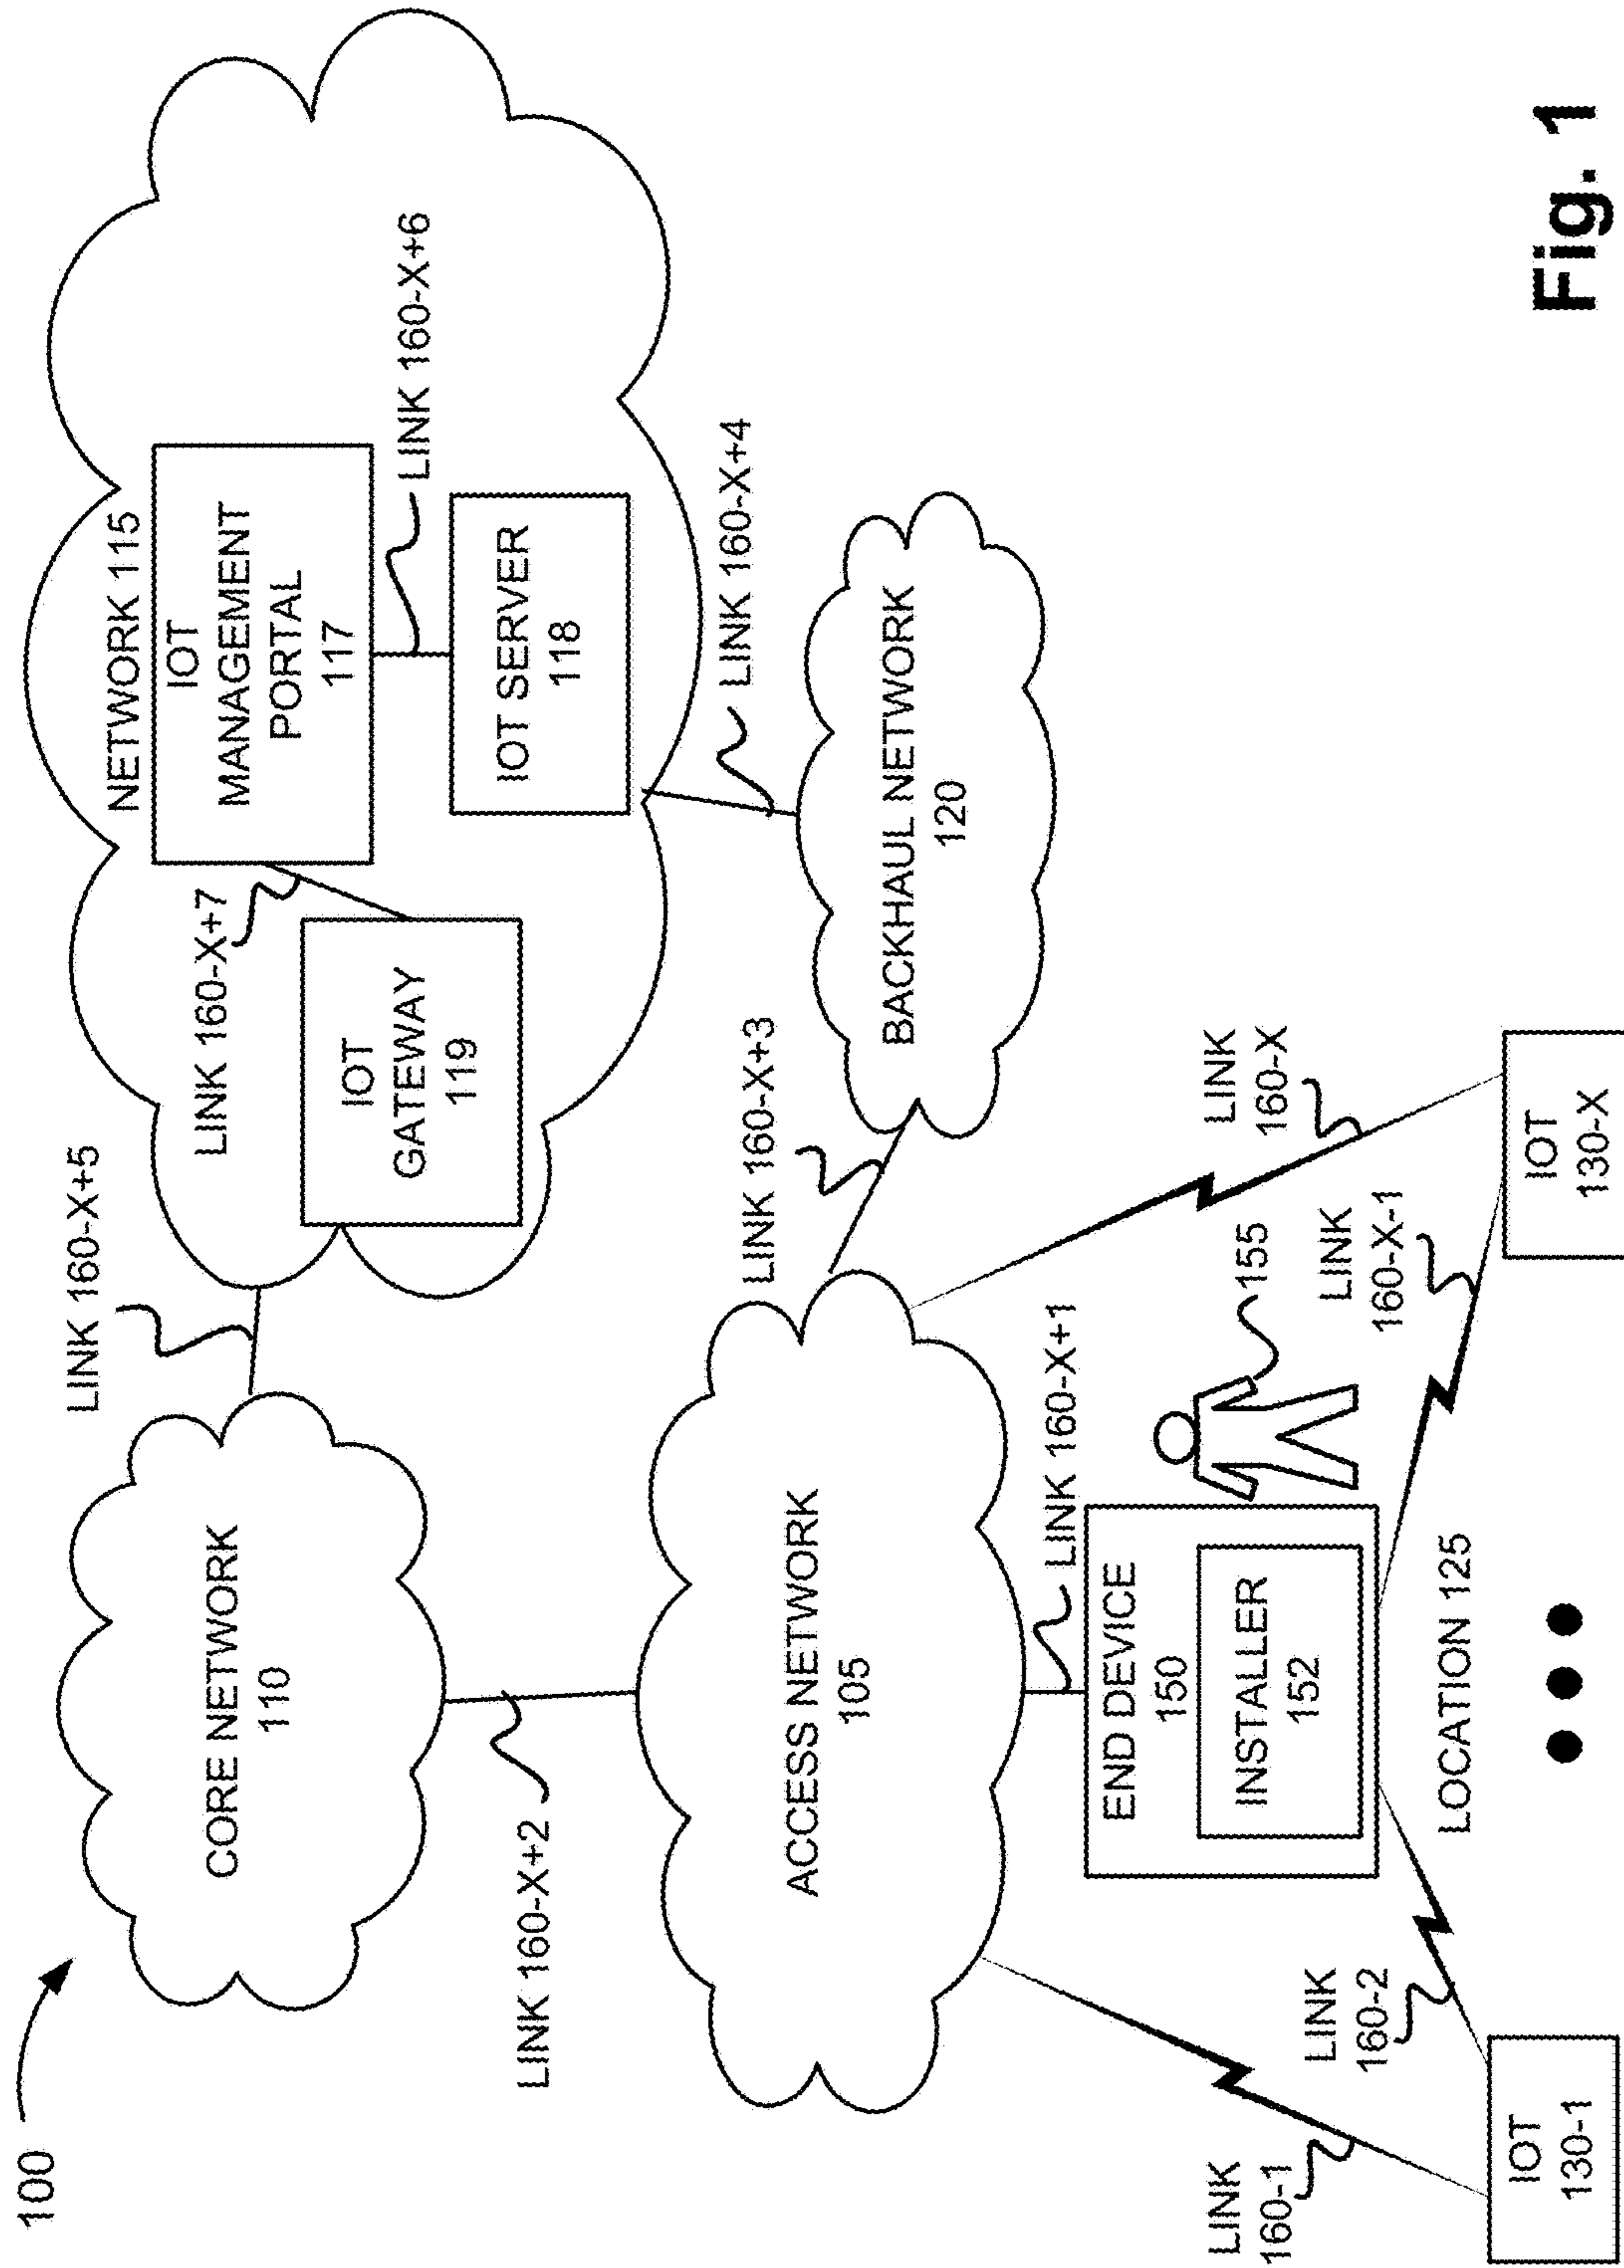 100
CORE NETWORK
110
LINK 160-X+5
NETWORK 115
IOT
MANAGEMENT
PORTAL
117
LINK 160-X+7
IOT
GATEWAY
119
LINK 160-X+6
IOT SERVER
118
LINK 160-X+2
LINK 160-X+3
LINK 160-X+4
ACCESS NETWORK
105
BACKHAUL NETWORK
120
LINK 160-X+1
END DEVICE
150
INSTALLER
152
155
LINK
160-1
LINK
160-2
LINK
160-X-1
LINK
160-X
LOCATION 125
IOT
130-1
IOT
130-X
Fig. 1